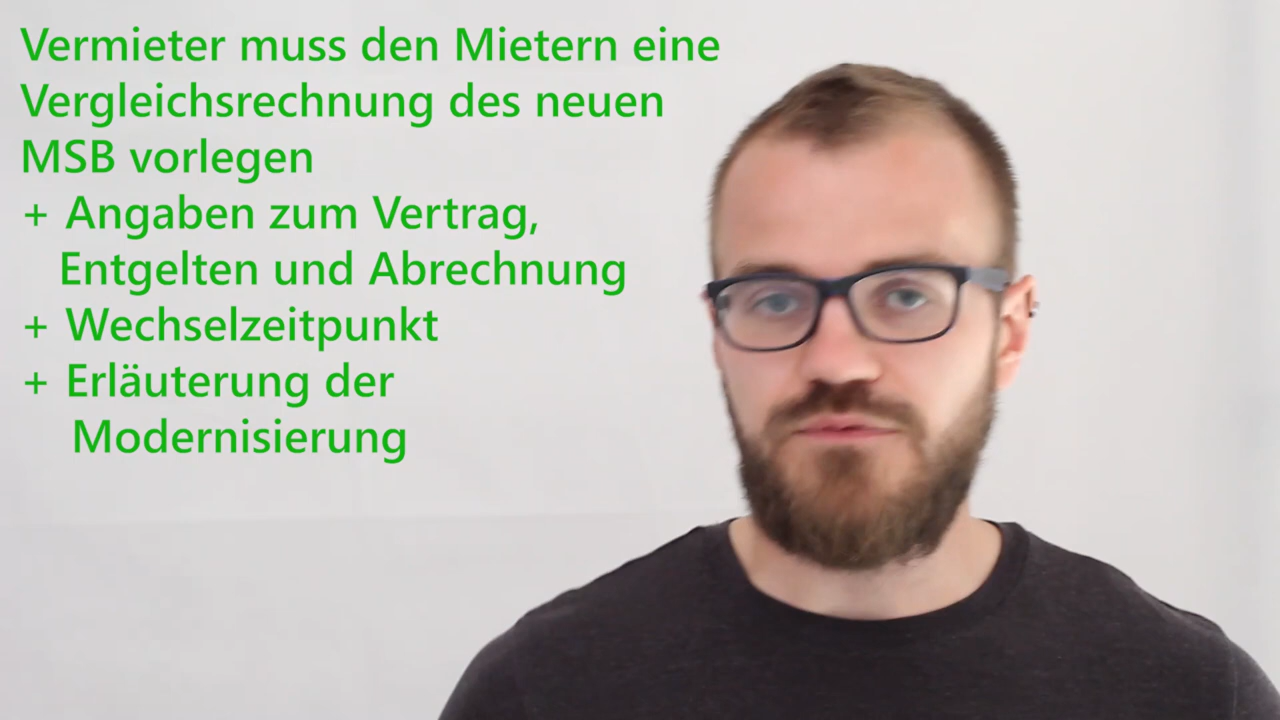 Vermieter muss den Mietern eine
Vergleichsrechnung des neuen
MSB vorlegen
+ Angaben zum Vertrag,
Entgelten und Abrechnung
+ Wechselzeitpunkt
+ Erläuterung der
Modernisierung